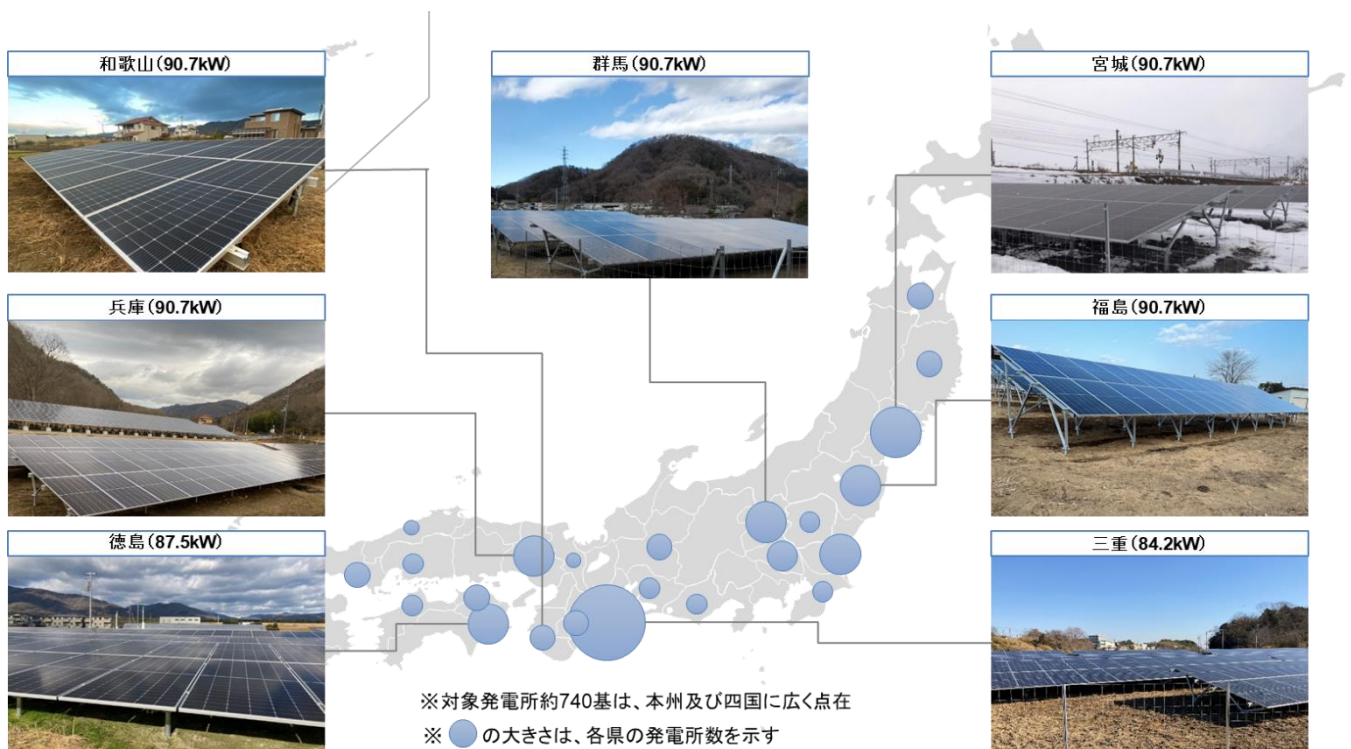 和歌山(90.7kW)
群馬(90.7kW)
宮城(90.7kW)
兵庫(90.7kW)
福島(90.7kW)
徳島(87.5kW)
三重(84.2kW)
※対象発電所約740基は、本州及び四国に広く点在
※ の大きさは、各県の発電所数を示す